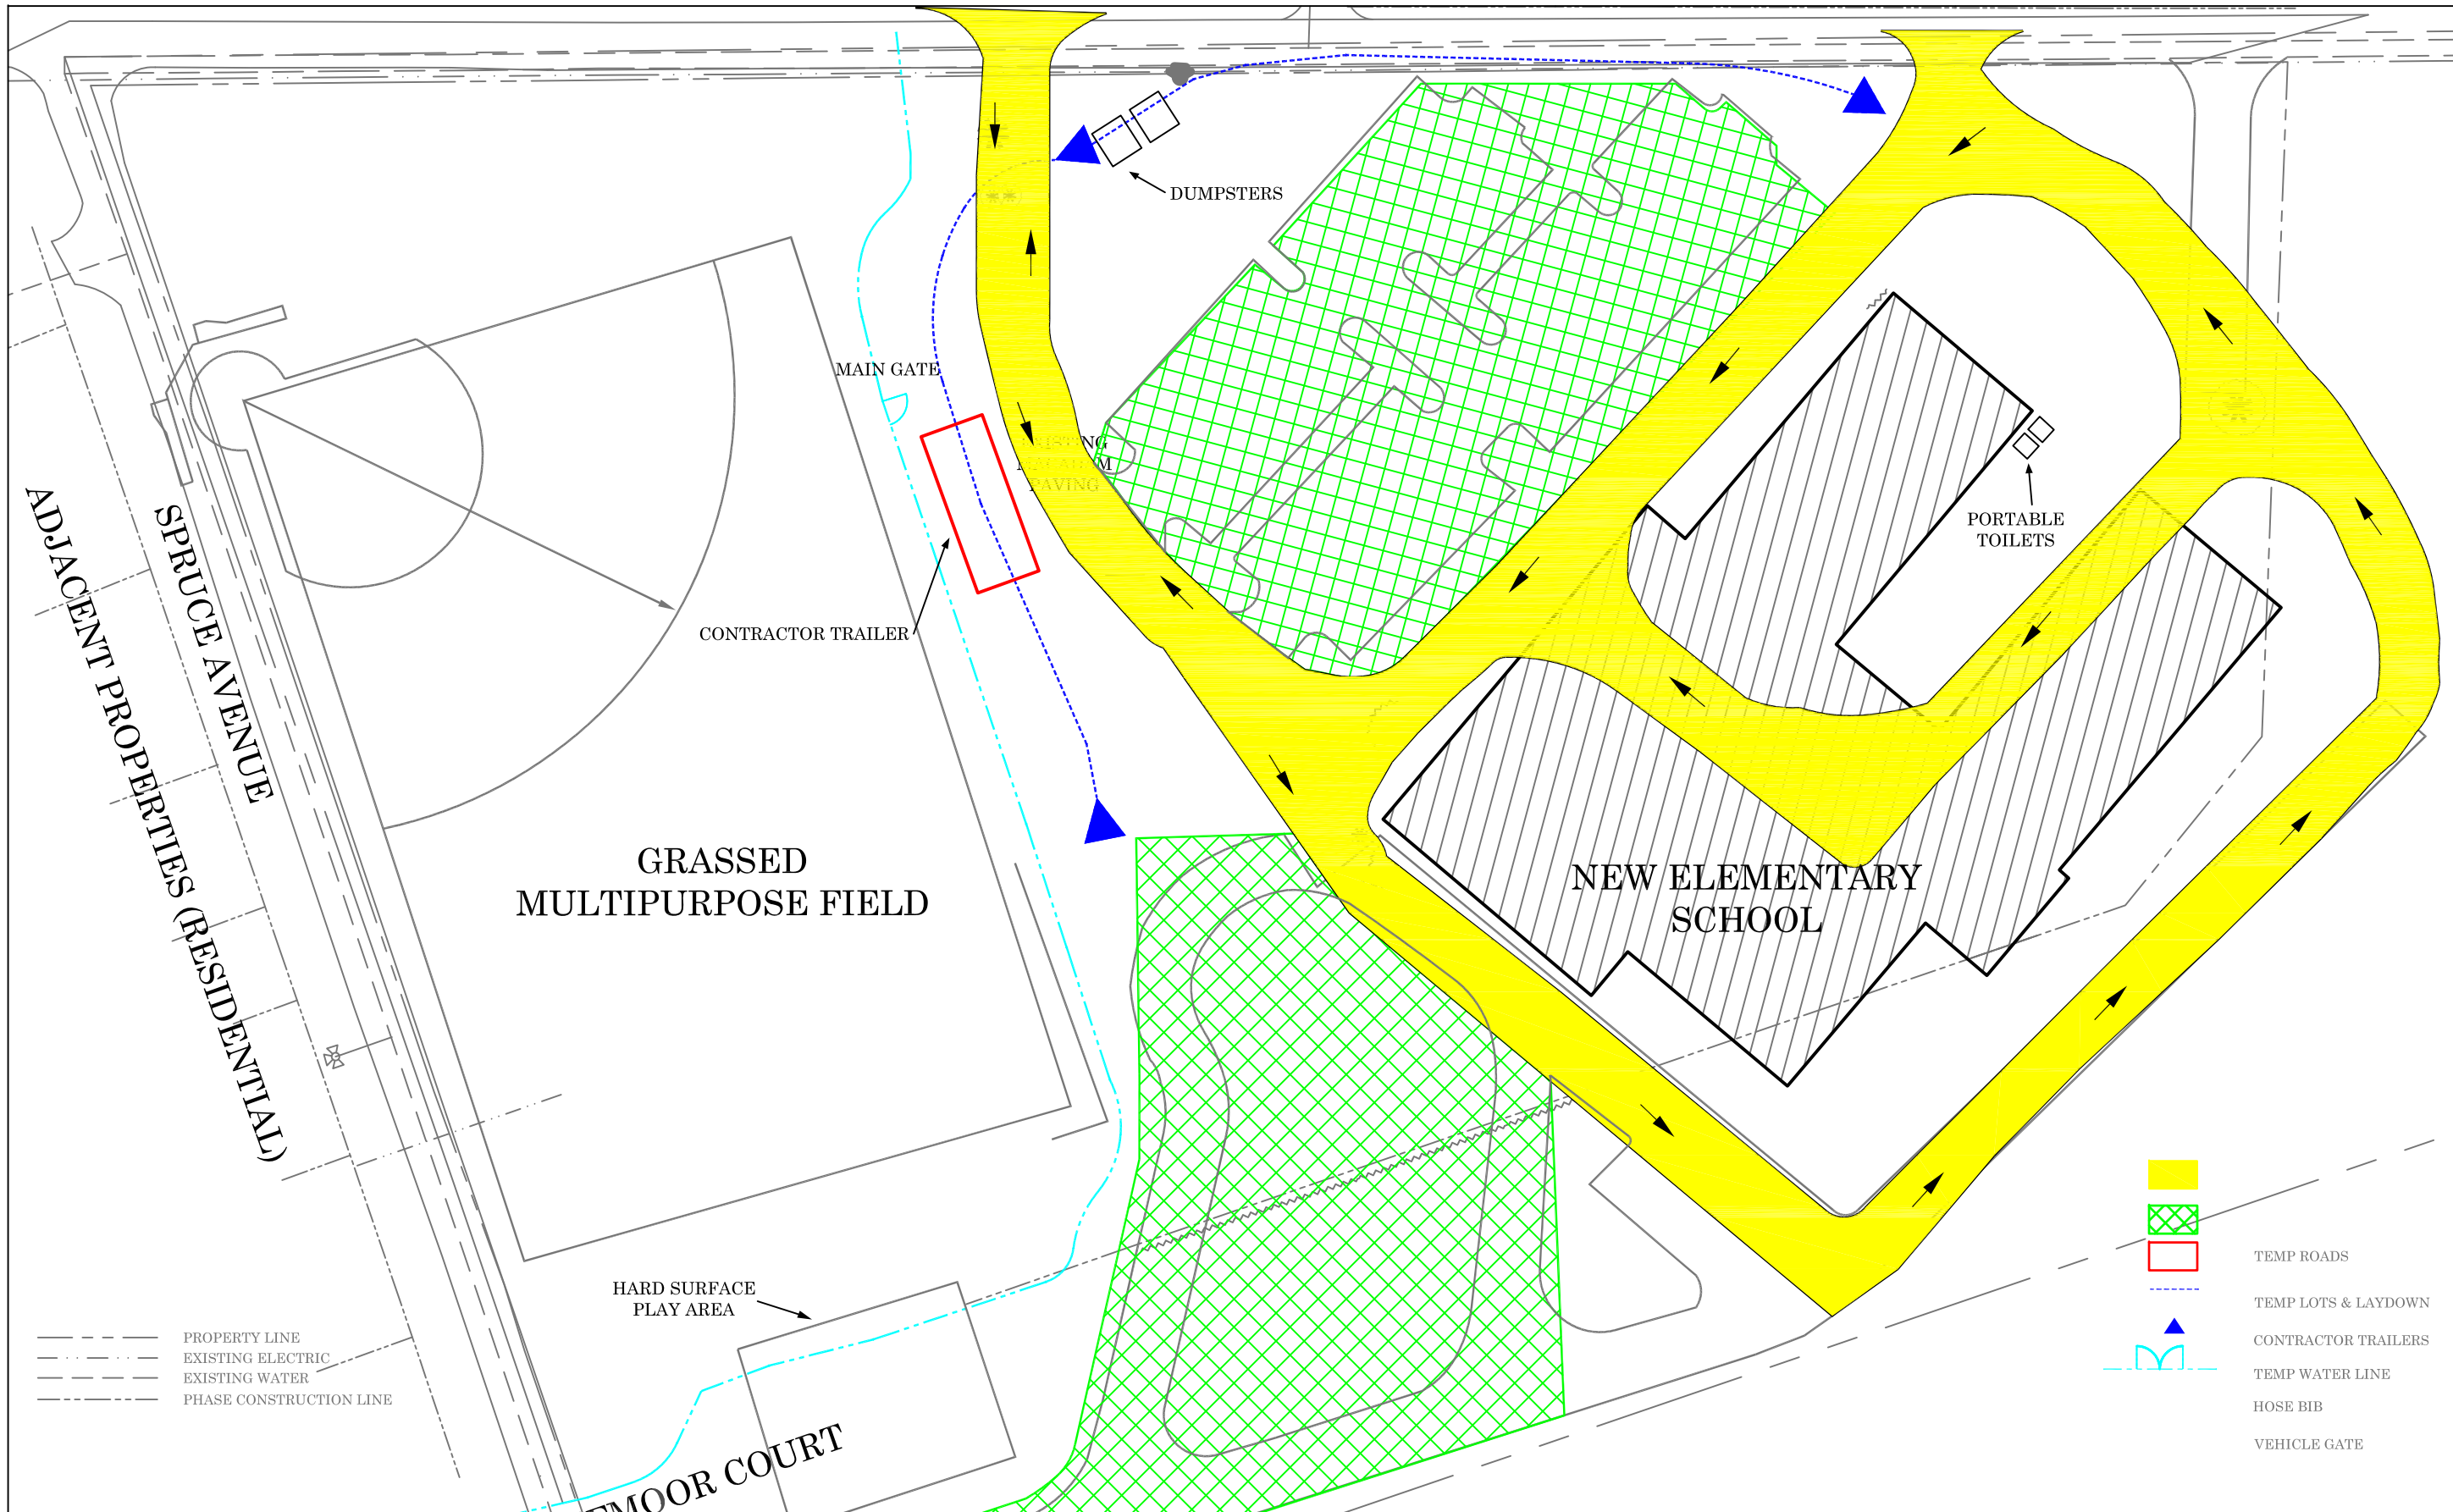 DUMPSTERS
MAIN GATE
PAVING
CONTRACTOR TRAILER
PORTABLE
TOILETS
SPRUCE AVENUE
ADJACENT PROPERTIES (RESIDENTIAL)
GRASSED
MULTIPURPOSE FIELD
NEW ELEMENTARY
SCHOOL
HARD SURFACE
PLAY AREA
COURT
PROPERTY LINE
EXISTING ELECTRIC
EXISTING WATER
PHASE CONSTRUCTION LINE
TEMP ROADS
TEMP LOTS & LAYDOWN
CONTRACTOR TRAILERS
TEMP WATER LINE
HOSE BIB
VEHICLE GATE